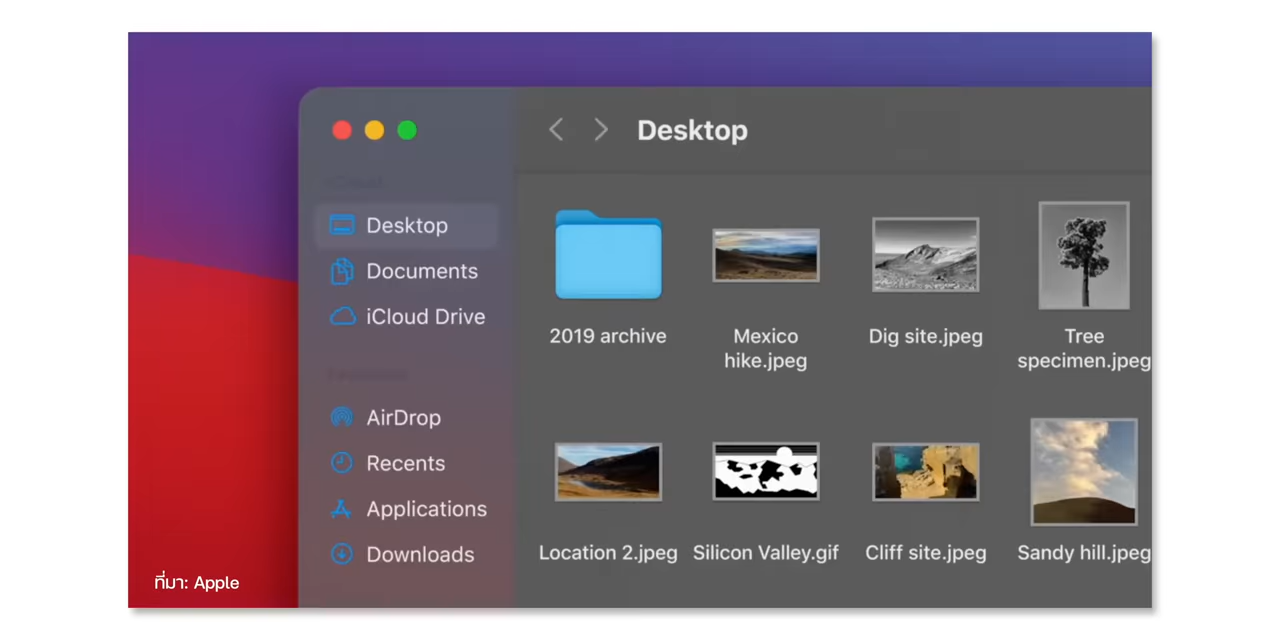 Desktop
Desktop
Documents
iCloud Drive
AirDrop
Recents
Applications
Downloads
2019 archive
Mexico
hike.jpeg
Dig site.jpeg
Tree
specimen.jpeg
Location 2.jpeg
Silicon Valley.gif
Cliff site.jpeg
Sandy hill.jpeg
ที่มา: Apple